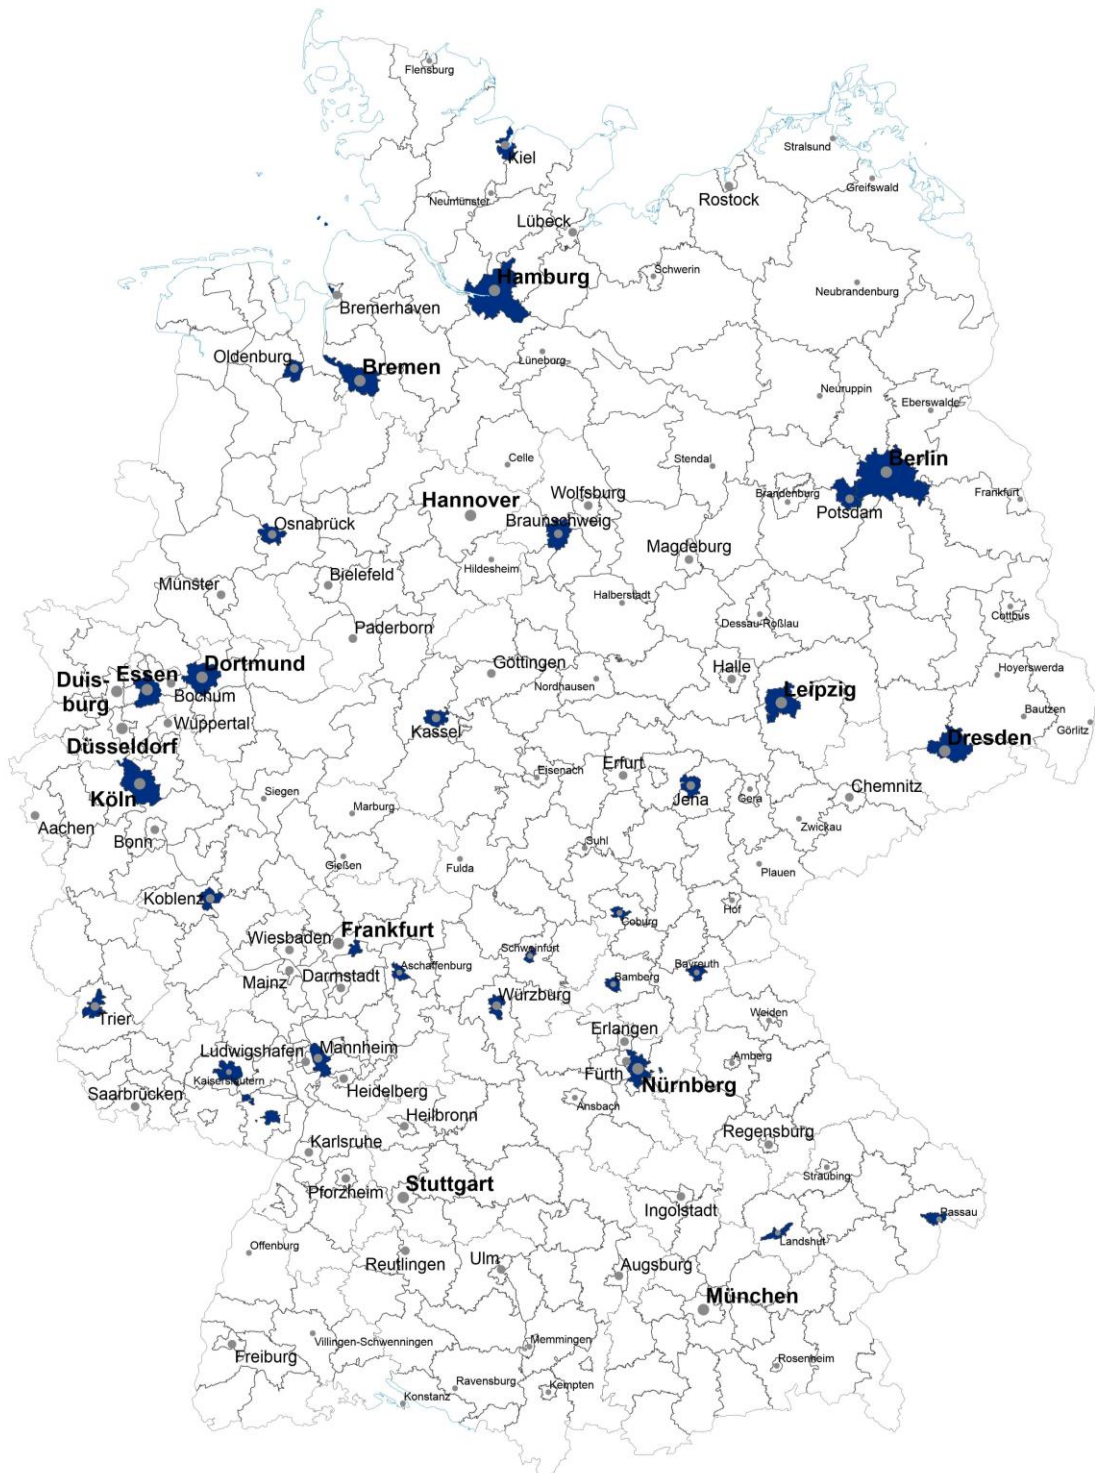 Flensburg
Kiel
Stralsund
Greifswald
Neumünster
Rostock
Lübeck
Schwerin
Hamburg
Neubrandenburg
Bremerhaven
Oldenburg
Bremen
Lüneburg
Neuruppin
Eberswalde
Celle
Stendal
Berlin
Hannover
Wolfsburg
Brandenburg
Frankfurt
Potsdam
Osnabrück
Braunschweig
Magdeburg
Hildesheim
Bielefeld
Münster
Halberstadt
Dessau-Roßlau
Cottbus
Paderborn
Göttingen
Halle
Hoyerswerda
Dortmund
Essen
Duis-
burg
Bochum
Nordhausen
Leipzig
Bautzen
Wuppertal
Kassel
Görlitz
Düsseldorf
Dresden
Erfurt
Eisenach
Chemnitz
Köln
Siegen
Jena
Gera
Marburg
Aachen
Zwickau
Bonn
Suhl
Gießen
Fulda
Plauen
Koblenz
Hof
Coburg
Frankfurt
Wiesbaden
Schweinfurt
Bayreuth
Aschaffenburg
Mainz
Darmstadt
Bamberg
Würzburg
Trier
Weiden
Erlangen
Ludwigshafen
Mannheim
Amberg
Fürth
Kaiserslautern
Nürnberg
Saarbrücken
Heidelberg
Ansbach
Heilbronn
Regensburg
Karlsruhe
Straubing
Stuttgart
Pforzheim
Ingolstadt
Passau
Landshut
Offenburg
Reutlingen
Ulm
Augsburg
München
Villingen-Schwenningen
Memmingen
Freiburg
Rosenheim
Ravensburg
Kempten
Konstanz